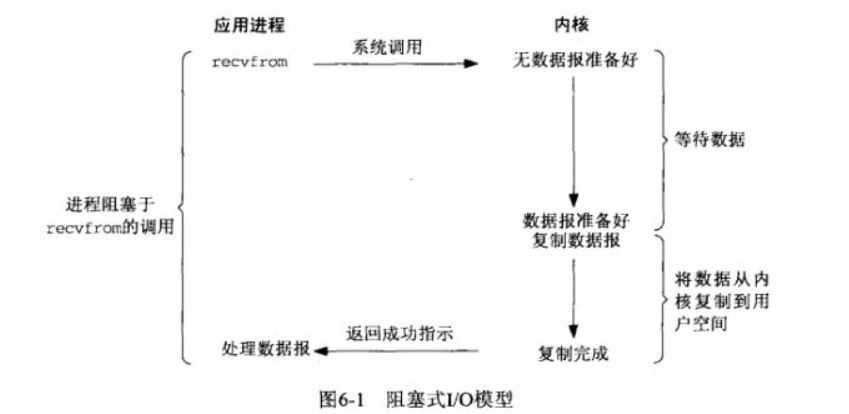 应用进程
内核
recvfrom
系统调用
无数据报准备好
等待数据
进程阻塞于
recvfrom的调用
数据报准备好
复制数据报
将数据从内
核复制到用
户空间
处理数据报
返回成功指示
复制完成
图6-1 阻塞式I/O模型